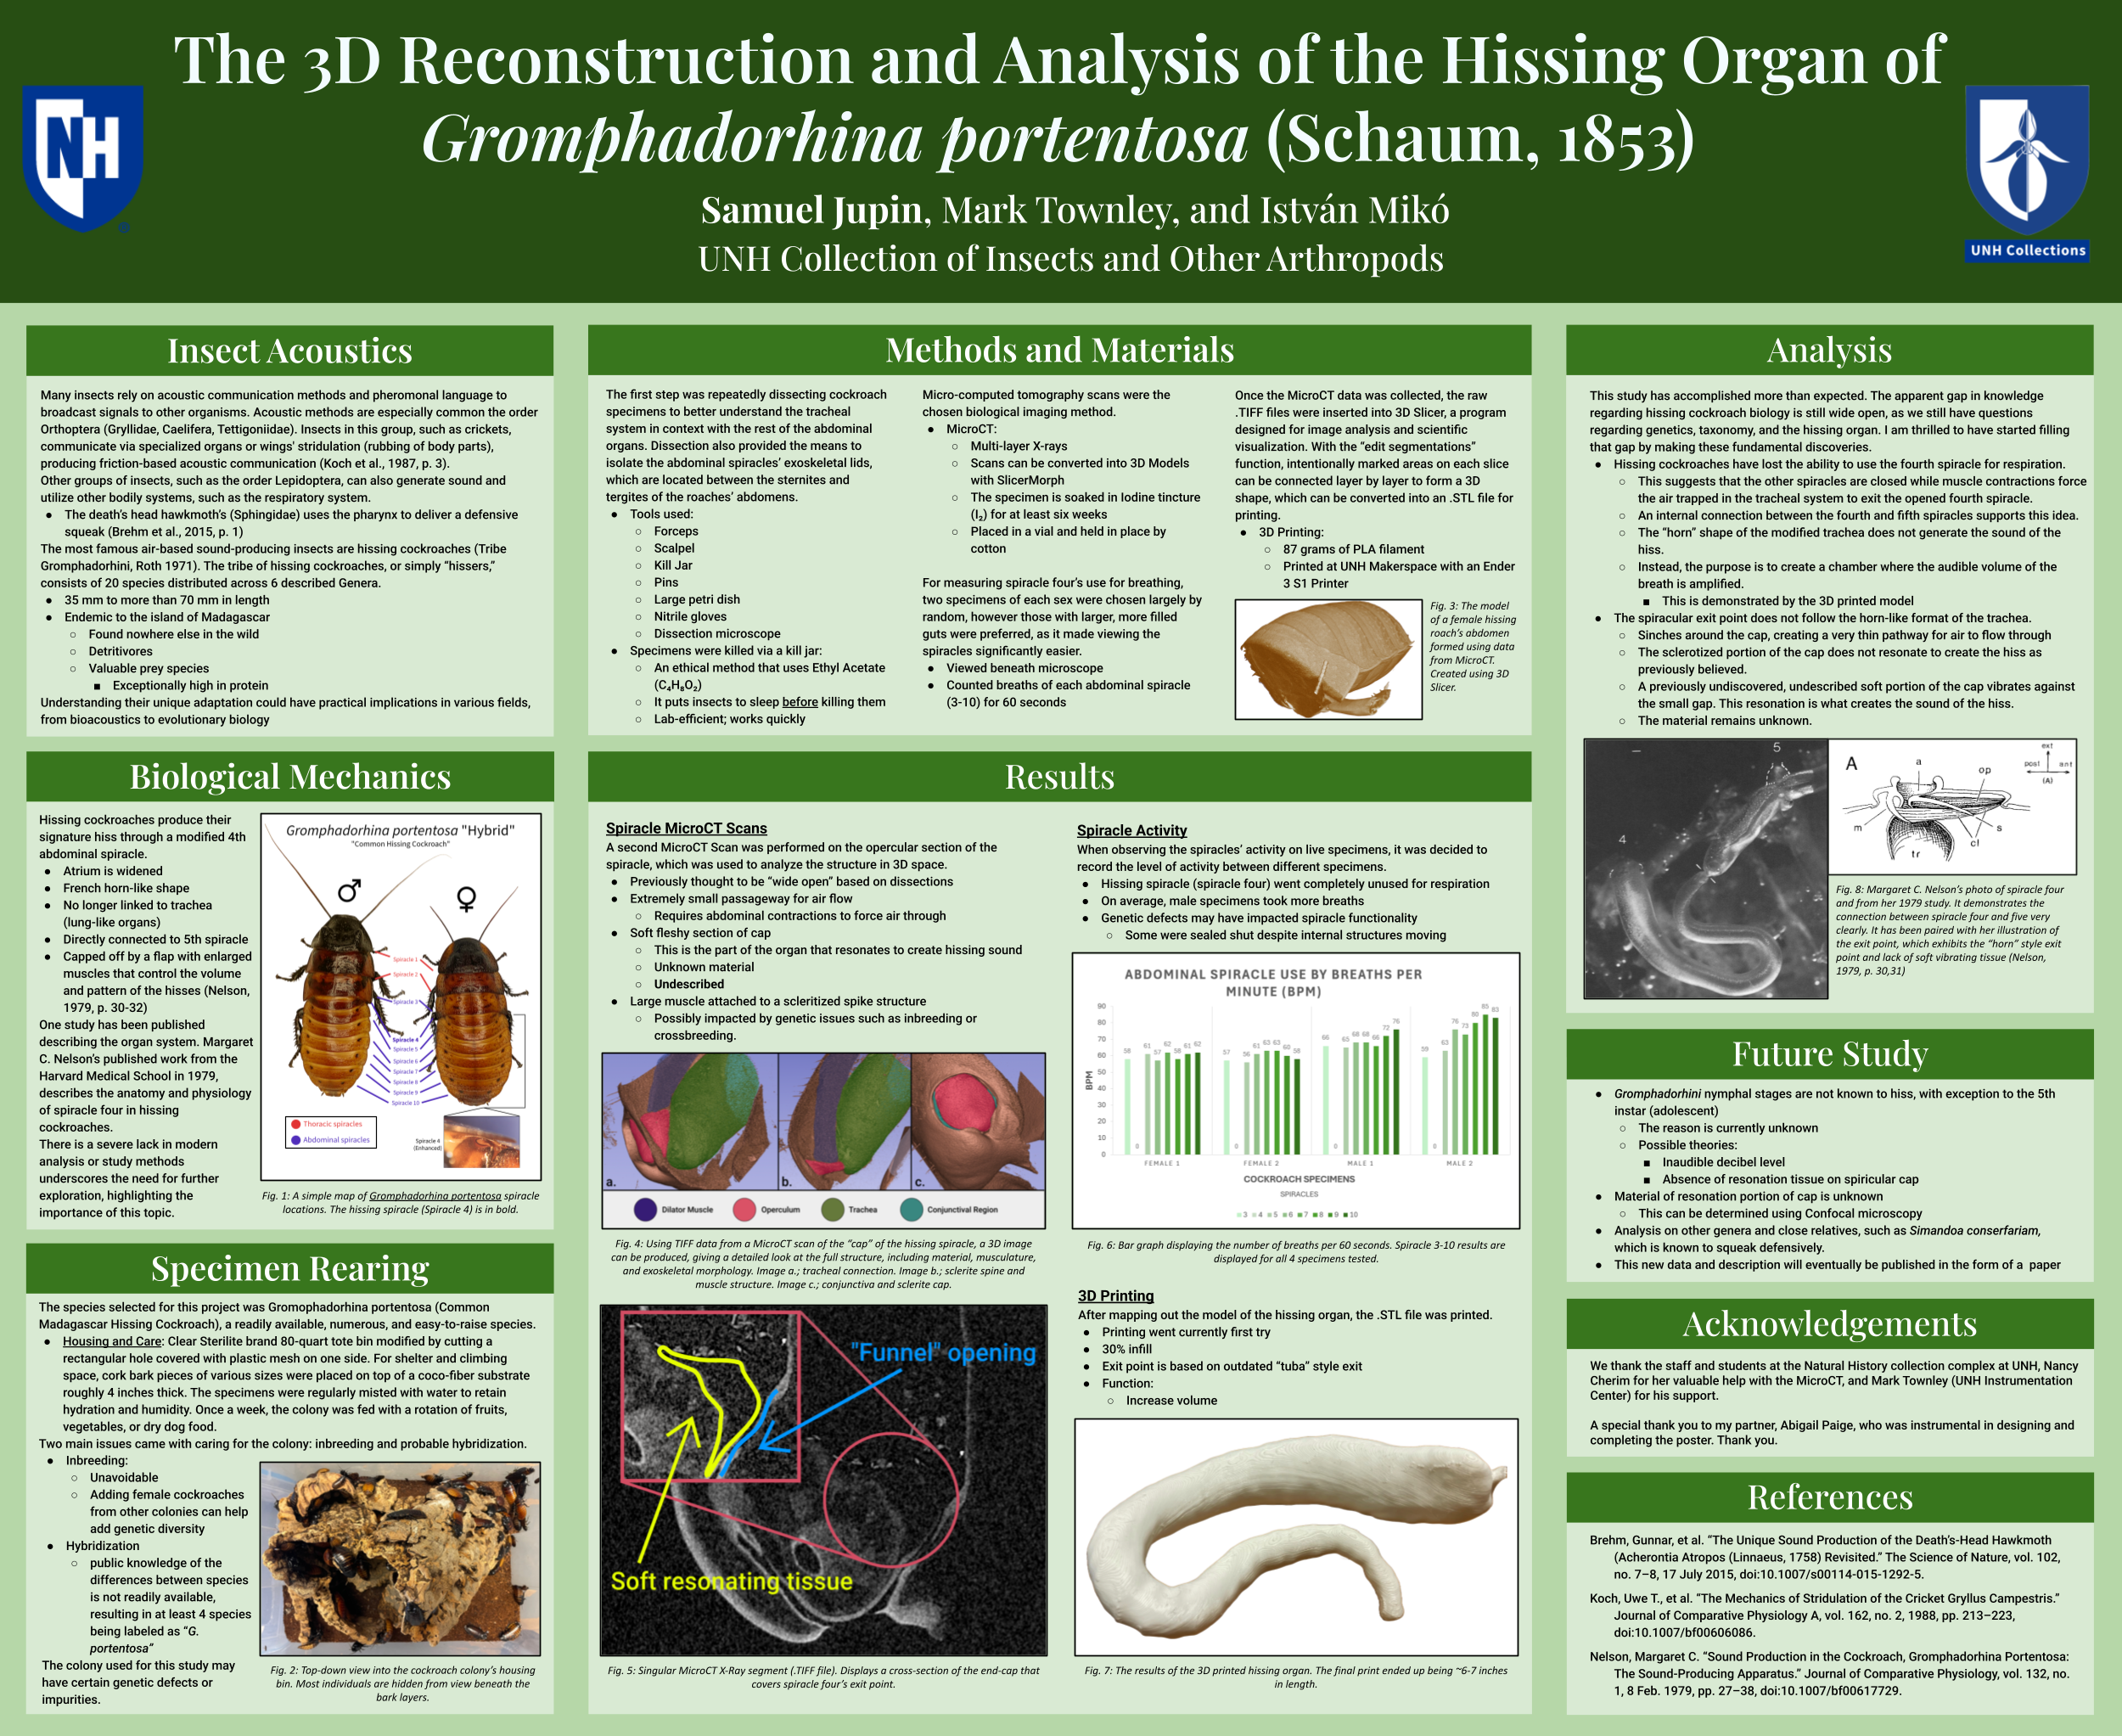 The 3D Reconstruction and Analysis of the Hissing Organ of
Gromphadorhina portentosa (Schaum, 1853)
Samuel Jupin, Mark Townley, and István Mikó
UNH Collection of Insects and Other Arthropods
NH
®
UNH Collections
Insect Acoustics
Many insects rely on acoustic communication methods and pheromonal language to
broadcast signals to other organisms. Acoustic methods are especially common the order
Orthoptera (Gryllidae, Caelifera, Tettigoniidae). Insects in this group, such as crickets,
communicate via specialized organs or wings' stridulation (rubbing of body parts),
producing friction-based acoustic communication (Koch et al., 1987, p. 3).
Other groups of insects, such as the order Lepidoptera, can also generate sound and
utilize other bodily systems, such as the respiratory system.
● The death's head hawkmoth's (Sphingidae) uses the pharynx to deliver a defensive
squeak (Brehm et al., 2015, p. 1)
The most famous air-based sound-producing insects are hissing cockroaches (Tribe
Gromphadorhini, Roth 1971). The tribe of hissing cockroaches, or simply “hissers,”
consists of 20 species distributed across 6 described Genera.
● 35 mm to more than 70 mm in length
● Endemic to the island of Madagascar
○ Found nowhere else in the wild
○ Detritivores
○ Valuable prey species
■ Exceptionally high in protein
Understanding their unique adaptation could have practical implications in various fields,
from bioacoustics to evolutionary biology
Biological Mechanics
Hissing cockroaches produce their
signature hiss through a modified 4th
abdominal spiracle.
● Atrium is widened
● French horn-like shape
● No longer linked to trachea
(lung-like organs)
● Directly connected to 5th spiracle
● Capped off by a flap with enlarged
muscles that control the volume
and pattern of the hisses (Nelson,
1979, p. 30-32)
One study has been published
describing the organ system. Margaret
C. Nelson's published work from the
Harvard Medical School in 1979,
describes the anatomy and physiology
of spiracle four in hissing
cockroaches.
There is a severe lack in modern
analysis or study methods
underscores the need for further
exploration, highlighting the
importance of this topic.
Gromphadorhina portentosa "Hybrid"
"Common Hissing Cockroach"
♂
♀
Spiracle 1
Spiracle 2
Spiracle 3
Spiracle 4
Spiracle 5
Spiracle 6
Spiracle 7
Spiracle 8
Spiracle 9
Spiracle 10
Thoracic spiracles
Abdominal spiracles
Spiracle 4
(Enhanced)
Fig. 1: A simple map of Gromphadorhina portentosa spiracle
locations. The hissing spiracle (Spiracle 4) is in bold.
Specimen Rearing
The species selected for this project was Gromophadorhina portentosa (Common
Madagascar Hissing Cockroach), a readily available, numerous, and easy-to-raise species.
● Housing and Care: Clear Sterilite brand 80-quart tote bin modified by cutting a
rectangular hole covered with plastic mesh on one side. For shelter and climbing
space, cork bark pieces of various sizes were placed on top of a coco-fiber substrate
roughly 4 inches thick. The specimens were regularly misted with water to retain
hydration and humidity. Once a week, the colony was fed with a rotation of fruits,
vegetables, or dry dog food.
Two main issues came with caring for the colony: inbreeding and probable hybridization.
● Inbreeding:
○ Unavoidable
○ Adding female cockroaches
from other colonies can help
add genetic diversity
● Hybridization
○ public knowledge of the
differences between species
is not readily available,
resulting in at least 4 species
being labeled as “G.
portentosa”
The colony used for this study may
have certain genetic defects or
impurities.
Fig. 2: Top-down view into the cockroach colony's housing
bin. Most individuals are hidden from view beneath the
bark layers.
Methods and Materials
The first step was repeatedly dissecting cockroach
specimens to better understand the tracheal
system in context with the rest of the abdominal
organs. Dissection also provided the means to
isolate the abdominal spiracles' exoskeletal lids,
which are located between the sternites and
tergites of the roaches' abdomens.
● Tools used:
○ Forceps
○ Scalpel
○ Kill Jar
○ Pins
○ Large petri dish
○ Nitrile gloves
○ Dissection microscope
● Specimens were killed via a kill jar:
○ An ethical method that uses Ethyl Acetate
(C₄H₈O₂)
○ It puts insects to sleep before killing them
○ Lab-efficient; works quickly
Micro-computed tomography scans were the
chosen biological imaging method.
● MicroCT:
○ Multi-layer X-rays
○ Scans can be converted into 3D Models
with SlicerMorph
○ The specimen is soaked in Iodine tincture
(I₂) for at least six weeks
○ Placed in a vial and held in place by
cotton
For measuring spiracle four's use for breathing,
two specimens of each sex were chosen largely by
random, however those with larger, more filled
guts were preferred, as it made viewing the
spiracles significantly easier.
● Viewed beneath microscope
● Counted breaths of each abdominal spiracle
(3-10) for 60 seconds
Once the MicroCT data was collected, the raw
.TIFF files were inserted into 3D Slicer, a program
designed for image analysis and scientific
visualization. With the “edit segmentations”
function, intentionally marked areas on each slice
can be connected layer by layer to form a 3D
shape, which can be converted into an .STL file for
printing.
● 3D Printing:
○ 87 grams of PLA filament
○ Printed at UNH Makerspace with an Ender
3 S1 Printer
Fig. 3: The model
of a female hissing
roach's abdomen
formed using data
from MicroCT.
Created using 3D
Slicer.
Results
Spiracle MicroCT Scans
A second MicroCT Scan was performed on the opercular section of the
spiracle, which was used to analyze the structure in 3D space.
● Previously thought to be “wide open” based on dissections
● Extremely small passageway for air flow
○ Requires abdominal contractions to force air through
● Soft fleshy section of cap
○ This is the part of the organ that resonates to create hissing sound
○ Unknown material
○ Undescribed
● Large muscle attached to a scleritized spike structure
○ Possibly impacted by genetic issues such as inbreeding or
crossbreeding.
a.
b.
c.
Dilator Muscle
Operculum
Trachea
Conjunctival Region
Fig. 4: Using TIFF data from a MicroCT scan of the “cap” of the hissing spiracle, a 3D image
can be produced, giving a detailed look at the full structure, including material, musculature,
and exoskeletal morphology. Image a.; tracheal connection. Image b.; sclerite spine and
muscle structure. Image c.; conjunctiva and sclerite cap.
"Funnel" opening
Soft resonating tissue
Fig. 5: Singular MicroCT X-Ray segment (.TIFF file). Displays a cross-section of the end-cap that
covers spiracle four's exit point.
Spiracle Activity
When observing the spiracles' activity on live specimens, it was decided to
record the level of activity between different specimens.
● Hissing spiracle (spiracle four) went completely unused for respiration
● On average, male specimens took more breaths
● Genetic defects may have impacted spiracle functionality
○ Some were sealed shut despite internal structures moving
ABDOMINAL SPIRACLE USE BY BREATHS PER
MINUTE (BPM)
BPM
90
80
70
60
50
40
30
20
10
0
58 0 61 57 62 58 61 62
57 0 56 61 63 63 60 58
66 0 65 68 68 66 72 76
59 0 63 76 73 80 85 83
FEMALE 1 FEMALE 2 MALE 1 MALE 2
COCKROACH SPECIMENS
SPIRACLES
3 4 5 6 7 8 9 10
Fig. 6: Bar graph displaying the number of breaths per 60 seconds. Spiracle 3-10 results are
displayed for all 4 specimens tested.
3D Printing
After mapping out the model of the hissing organ, the .STL file was printed.
● Printing went currently first try
● 30% infill
● Exit point is based on outdated “tuba” style exit
● Function:
○ Increase volume
Fig. 7: The results of the 3D printed hissing organ. The final print ended up being ~6-7 inches
in length.
Analysis
This study has accomplished more than expected. The apparent gap in knowledge
regarding hissing cockroach biology is still wide open, as we still have questions
regarding genetics, taxonomy, and the hissing organ. I am thrilled to have started filling
that gap by making these fundamental discoveries.
● Hissing cockroaches have lost the ability to use the fourth spiracle for respiration.
○ This suggests that the other spiracles are closed while muscle contractions force
the air trapped in the tracheal system to exit the opened fourth spiracle.
○ An internal connection between the fourth and fifth spiracles supports this idea.
○ The “horn” shape of the modified trachea does not generate the sound of the
hiss.
○ Instead, the purpose is to create a chamber where the audible volume of the
breath is amplified.
■ This is demonstrated by the 3D printed model
● The spiracular exit point does not follow the horn-like format of the trachea.
○ Sinches around the cap, creating a very thin pathway for air to flow through
○ The sclerotized portion of the cap does not resonate to create the hiss as
previously believed.
○ A previously undiscovered, undescribed soft portion of the cap vibrates against
the small gap. This resonation is what creates the sound of the hiss.
○ The material remains unknown.
5
4
A
a
op
m
s
cl
tr
ext
post ant
(A)
Fig. 8: Margaret C. Nelson's photo of spiracle four
and from her 1979 study. It demonstrates the
connection between spiracle four and five very
clearly. It has been paired with her illustration of
the exit point, which exhibits the “horn” style exit
point and lack of soft vibrating tissue (Nelson,
1979, p. 30,31)
Future Study
● Gromphadorhini nymphal stages are not known to hiss, with exception to the 5th
instar (adolescent)
○ The reason is currently unknown
○ Possible theories:
■ Inaudible decibel level
■ Absence of resonation tissue on spiricular cap
● Material of resonation portion of cap is unknown
○ This can be determined using Confocal microscopy
● Analysis on other genera and close relatives, such as Simandoa conserfariam,
which is known to squeak defensively.
● This new data and description will eventually be published in the form of a paper
Acknowledgements
We thank the staff and students at the Natural History collection complex at UNH, Nancy
Cherim for her valuable help with the MicroCT, and Mark Townley (UNH Instrumentation
Center) for his support.
A special thank you to my partner, Abigail Paige, who was instrumental in designing and
completing the poster. Thank you.
References
Brehm, Gunnar, et al. “The Unique Sound Production of the Death's-Head Hawkmoth
(Acherontia Atropos (Linnaeus, 1758) Revisited.” The Science of Nature, vol. 102,
no. 7–8, 17 July 2015, doi:10.1007/s00114-015-1292-5.
Koch, Uwe T., et al. “The Mechanics of Stridulation of the Cricket Gryllus Campestris.”
Journal of Comparative Physiology A, vol. 162, no. 2, 1988, pp. 213–223,
doi:10.1007/bf00606086.
Nelson, Margaret C. “Sound Production in the Cockroach, Gromphadorhina Portentosa:
The Sound-Producing Apparatus.” Journal of Comparative Physiology, vol. 132, no.
1, 8 Feb. 1979, pp. 27–38, doi:10.1007/bf00617729.